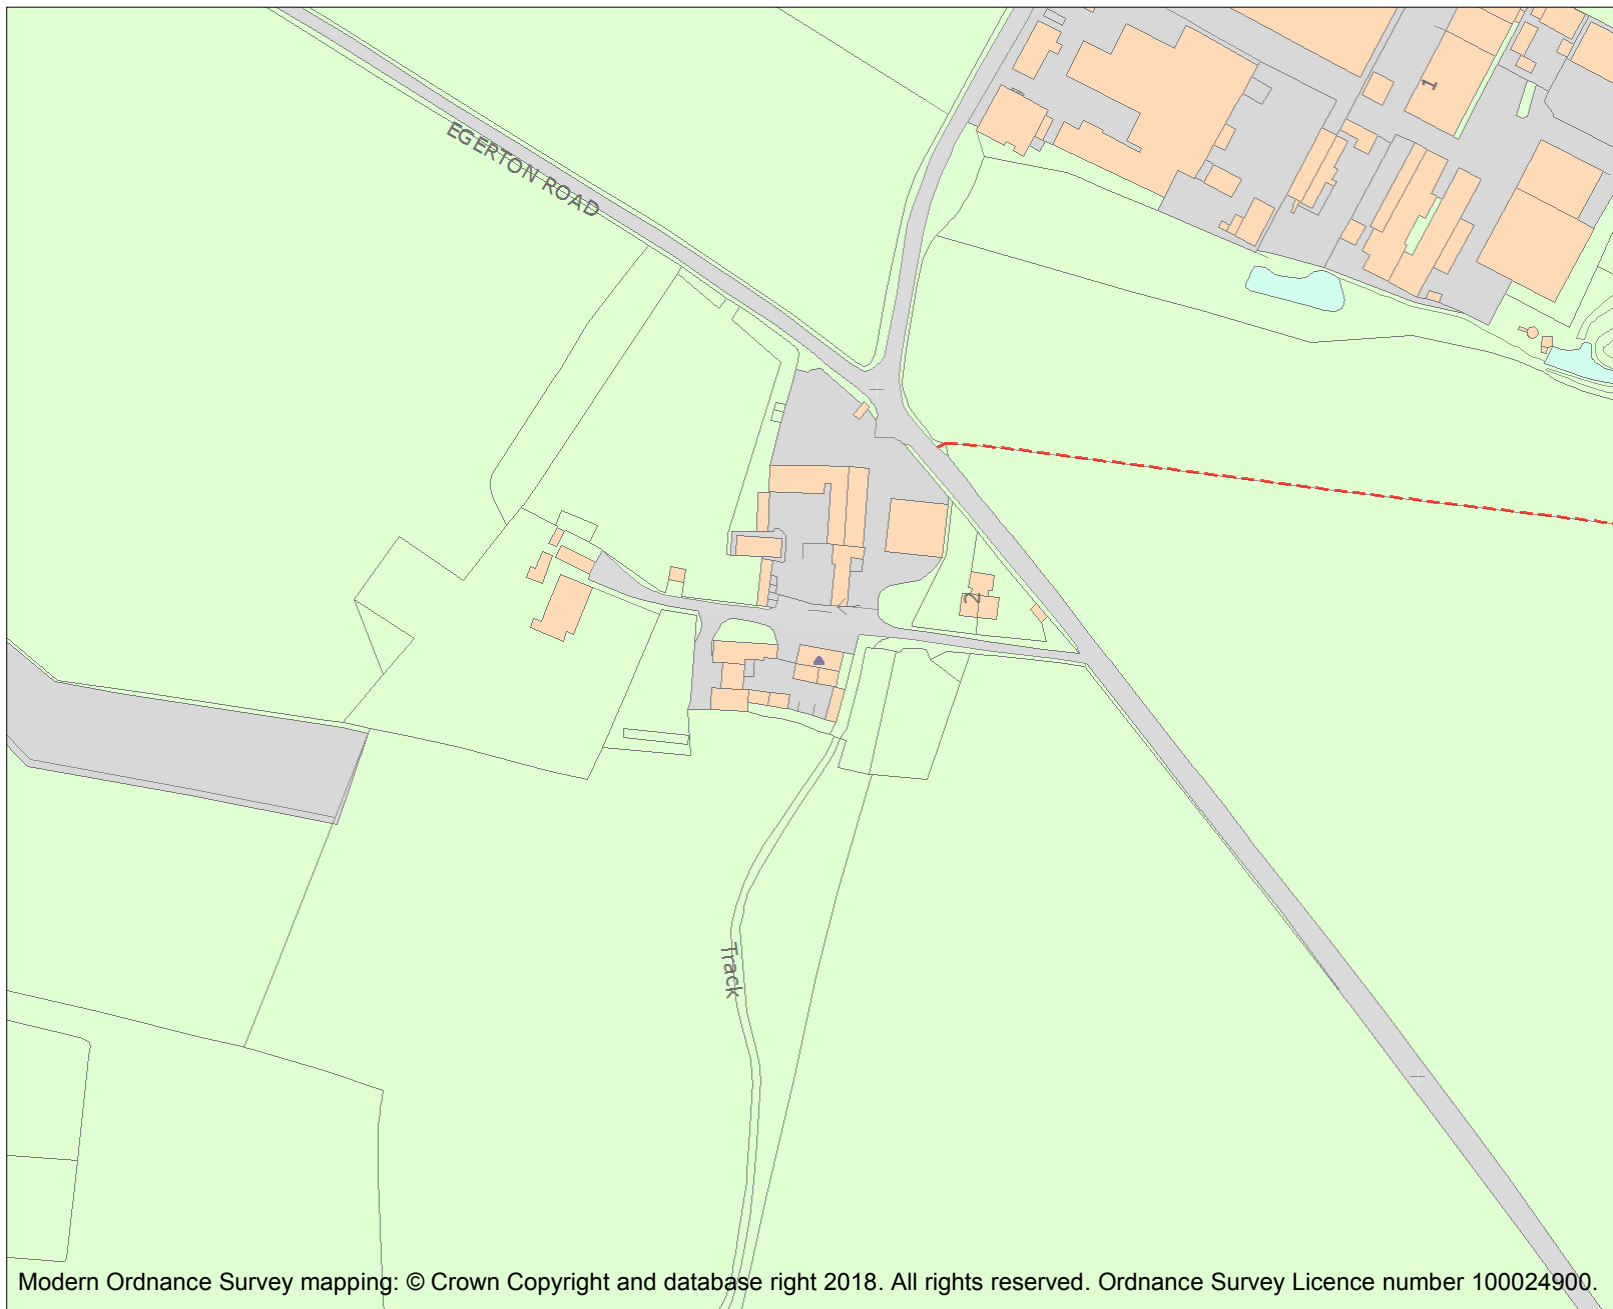 EGERTON ROAD
1
2
Track
Modern Ordnance Survey mapping: © Crown Copyright and database right 2018. All rights reserved. Ordnance Survey Licence number 100024900.